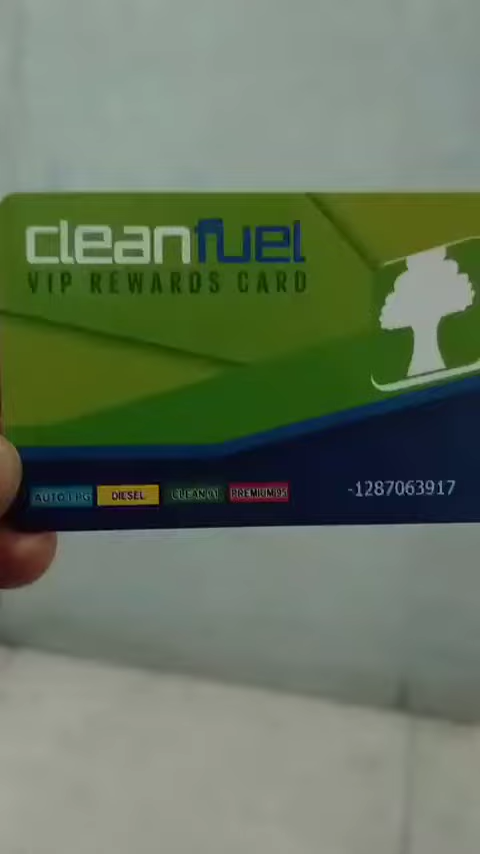 cleanfuel
VIP REWARDS CARD
AUTO LPG DIESEL CLEAN 91 PREMIUM 95 -1287063917